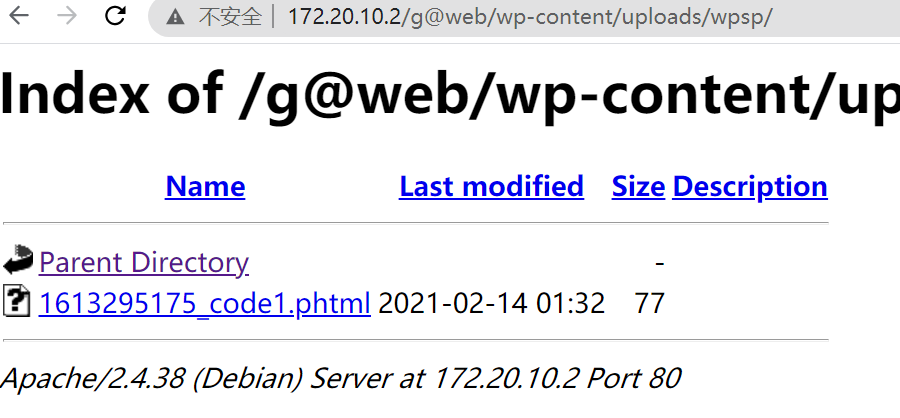 不安全 | 172.20.10.2/g@web/wp-content/uploads/wpsp/
Index of /g@web/wp-content/up
Name Last modified Size Description
Parent Directory -
1613295175_code1.phtml 2021-02-14 01:32 77
Apache/2.4.38 (Debian) Server at 172.20.10.2 Port 80